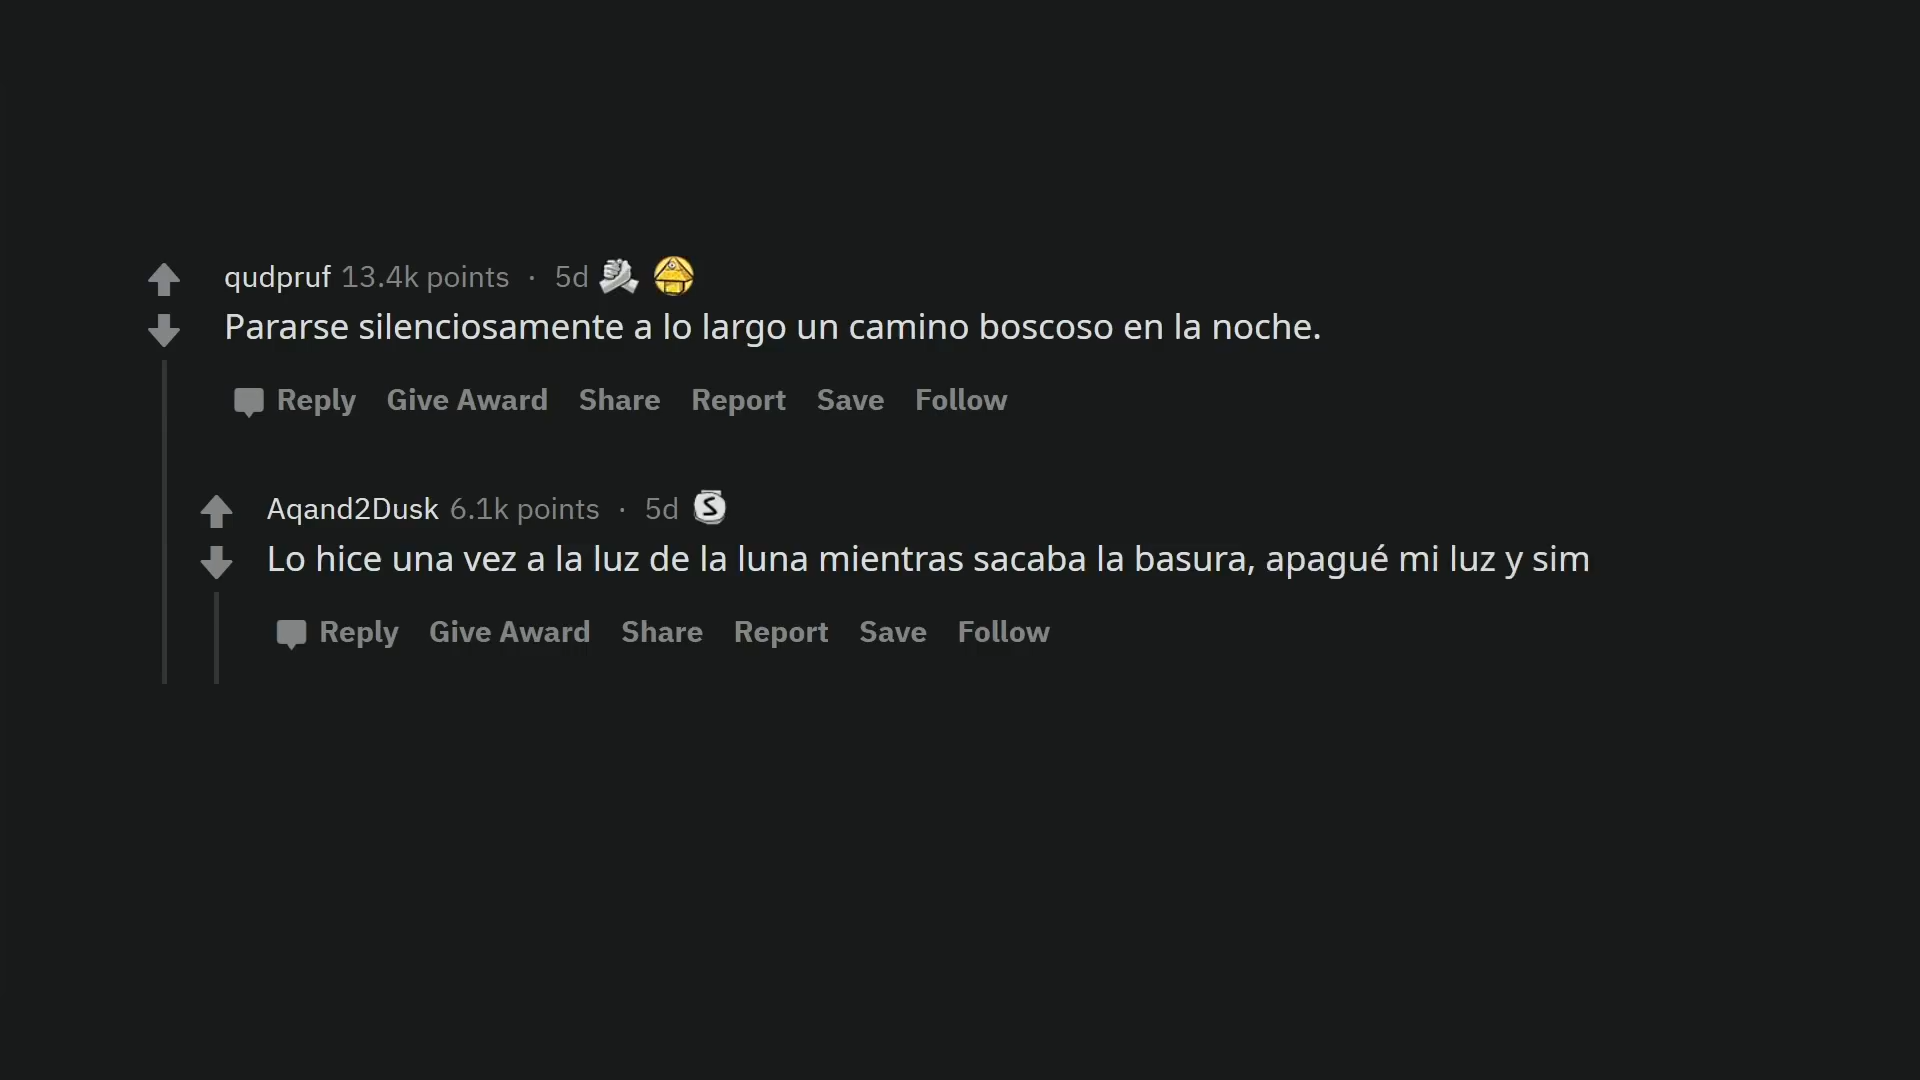 qudpruf 13.4k points · 5d
Pararse silenciosamente a lo largo un camino boscoso en la noche.
Reply Give Award Share Report Save Follow
Aqand2Dusk 6.1k points · 5d S
Lo hice una vez a la luz de la luna mientras sacaba la basura, apagué mi luz y sim
Reply Give Award Share Report Save Follow